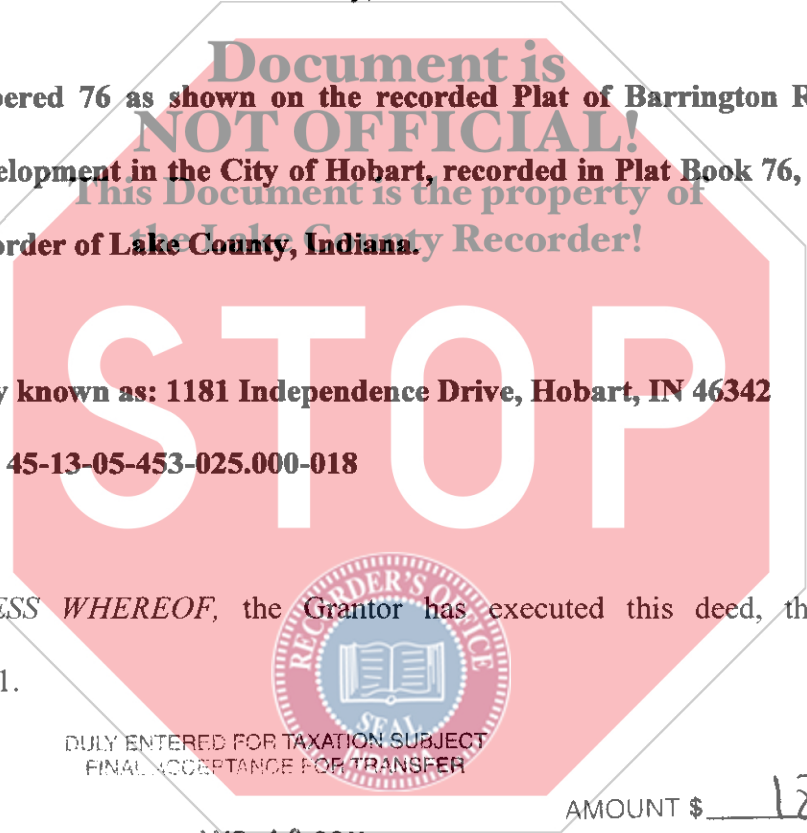 Document is
bered 76 as shown on the recorded Plat of Barrington R
NOT OFFICIAL!
elopment in the City of Hobart, recorded in Plat Book 76,
This Document is the property of
the Lake County Recorder!
order of Lake County, Indiana.
STOP
y known as: 1181 Independence Drive, Hobart, IN 46342
45-13-05-453-025.000-018
ESS WHEREOF, the Grantor has executed this deed, th
1.
RECORDER'S OFFICE
SEAL
INDIANA
DULY ENTERED FOR TAXATION SUBJECT
FINAL ACCEPTANCE FOR TRANSFER
AMOUNT $